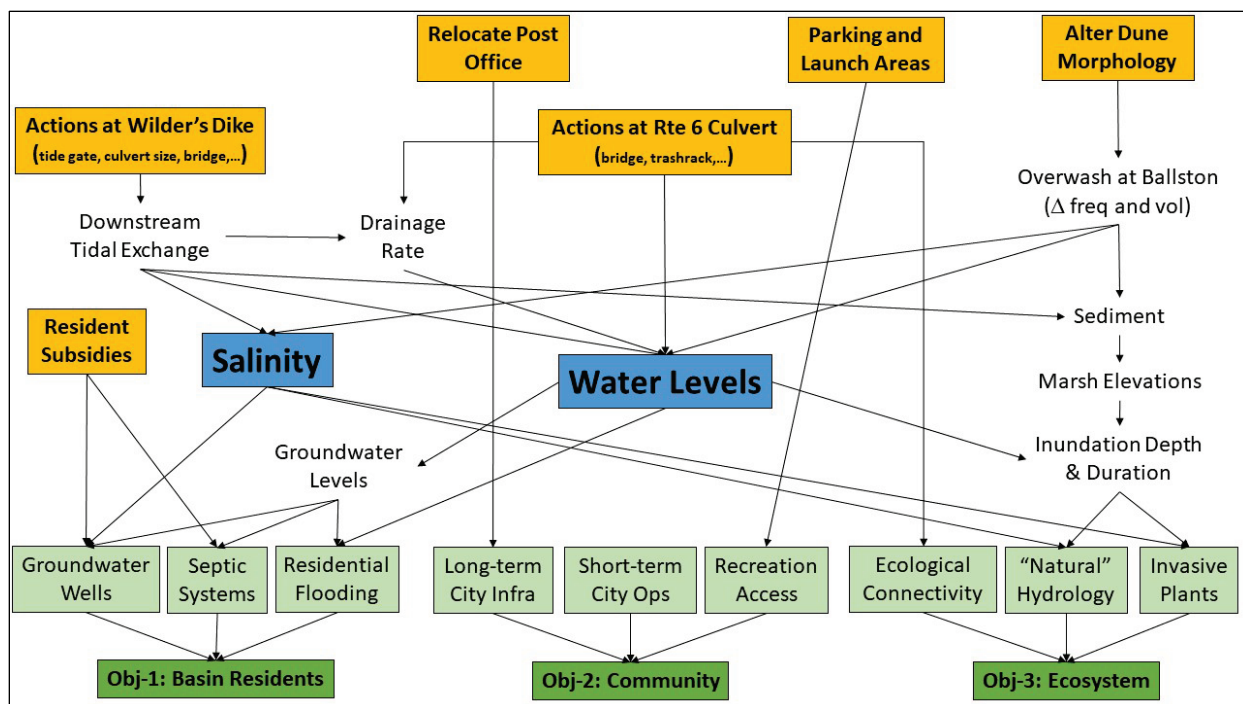 Relocate Post
Office
Parking and
Launch Areas
Alter Dune
Morphology
Actions at Wilder's Dike
(tide gate, culvert size, bridge,...)
Actions at Rte 6 Culvert
(bridge, trashrack,...)
Overwash at Ballston
(Δ freq and vol)
Downstream
Tidal Exchange
Drainage
Rate
Resident
Subsidies
Salinity
Water Levels
Sediment
Marsh Elevations
Groundwater
Levels
Inundation Depth
& Duration
Groundwater
Wells
Septic
Systems
Residential
Flooding
Long-term
City Infra
Short-term
City Ops
Recreation
Access
Ecological
Connectivity
“Natural”
Hydrology
Invasive
Plants
Obj-1: Basin Residents
Obj-2: Community
Obj-3: Ecosystem